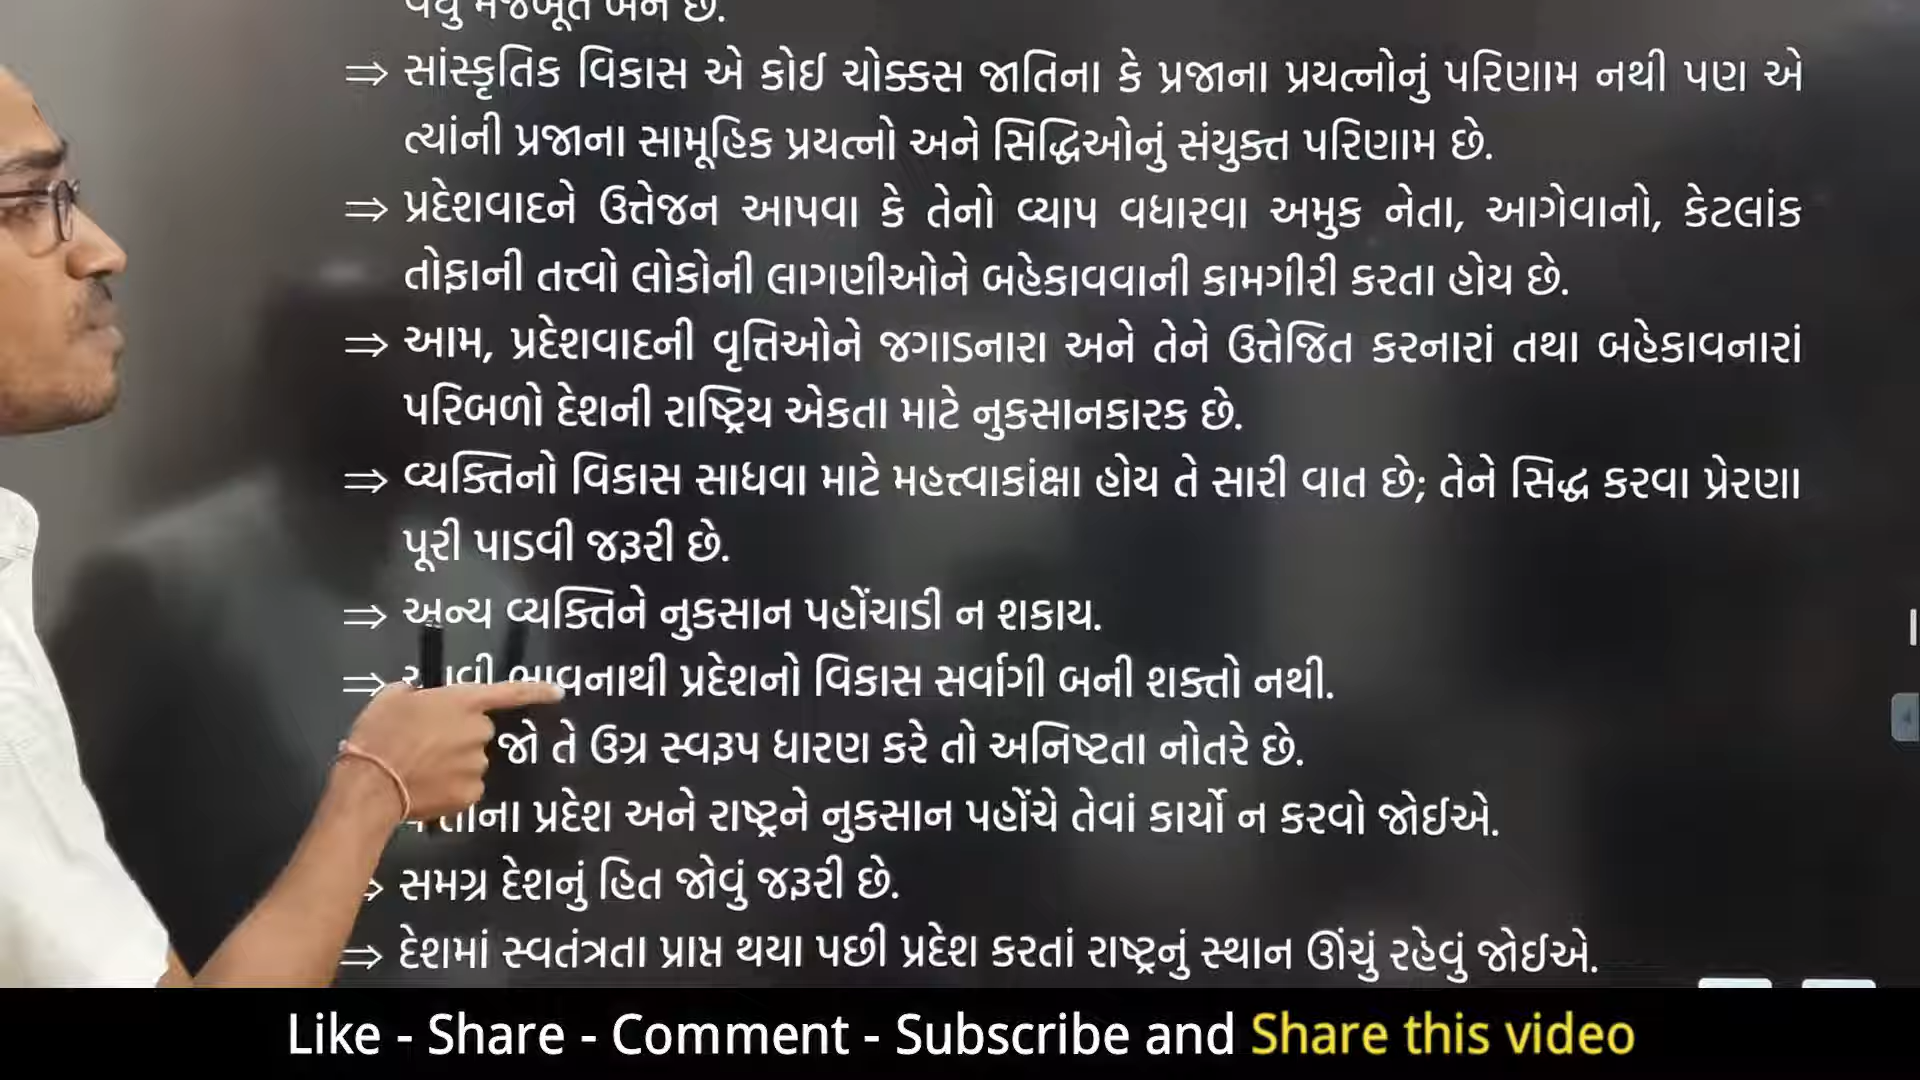 ⇒ સાંસ્કૃતિક વિકાસ એ કોઈ ચોક્કસ જાતિના કે પ્રજાના પ્રયત્નોનું પરિણામ નથી પણ એ
ત્યાંની પ્રજાના સામૂહિક પ્રયત્નો અને સિદ્ધિઓનું સંયુક્ત પરિણામ છે.
⇒ પ્રદેશવાદને ઉત્તેજન આપવા કે તેનો વ્યાપ વધારવા અમુક નેતા, આગેવાનો, કેટલાંક
તોફાની તત્ત્વો લોકોની લાગણીઓને બહેકાવવાની કામગીરી કરતા હોય છે.
⇒ આમ, પ્રદેશવાદની વૃત્તિઓને જગાડનારા અને તેને ઉત્તેજિત કરનારાં તથા બહેકાવનારાં
પરિબળો દેશની રાષ્ટ્રિય એકતા માટે નુકસાનકારક છે.
⇒ વ્યક્તિનો વિકાસ સાધવા માટે મહત્ત્વાકાંક્ષા હોય તે સારી વાત છે; તેને સિદ્ધ કરવા પ્રેરણા
પૂરી પાડવી જરૂરી છે.
⇒ અન્ય વ્યક્તિને નુકસાન પહોંચાડી ન શકાય.
⇒ ભાવનાથી પ્રદેશનો વિકાસ સર્વાગી બની શક્તો નથી.
જો તે ઉગ્ર સ્વરૂપ ધારણ કરે તો અનિષ્ટતા નોતરે છે.
પ્રદેશ અને રાષ્ટ્રને નુકસાન પહોંચે તેવાં કાર્યો ન કરવો જોઈએ.
⇒ સમગ્ર દેશનું હિત જોવું જરૂરી છે.
⇒ દેશમાં સ્વતંત્રતા પ્રાપ્ત થયા પછી પ્રદેશ કરતાં રાષ્ટ્રનું સ્થાન ઊંચું રહેવું જોઈએ.
Like - Share - Comment - Subscribe and Share this video